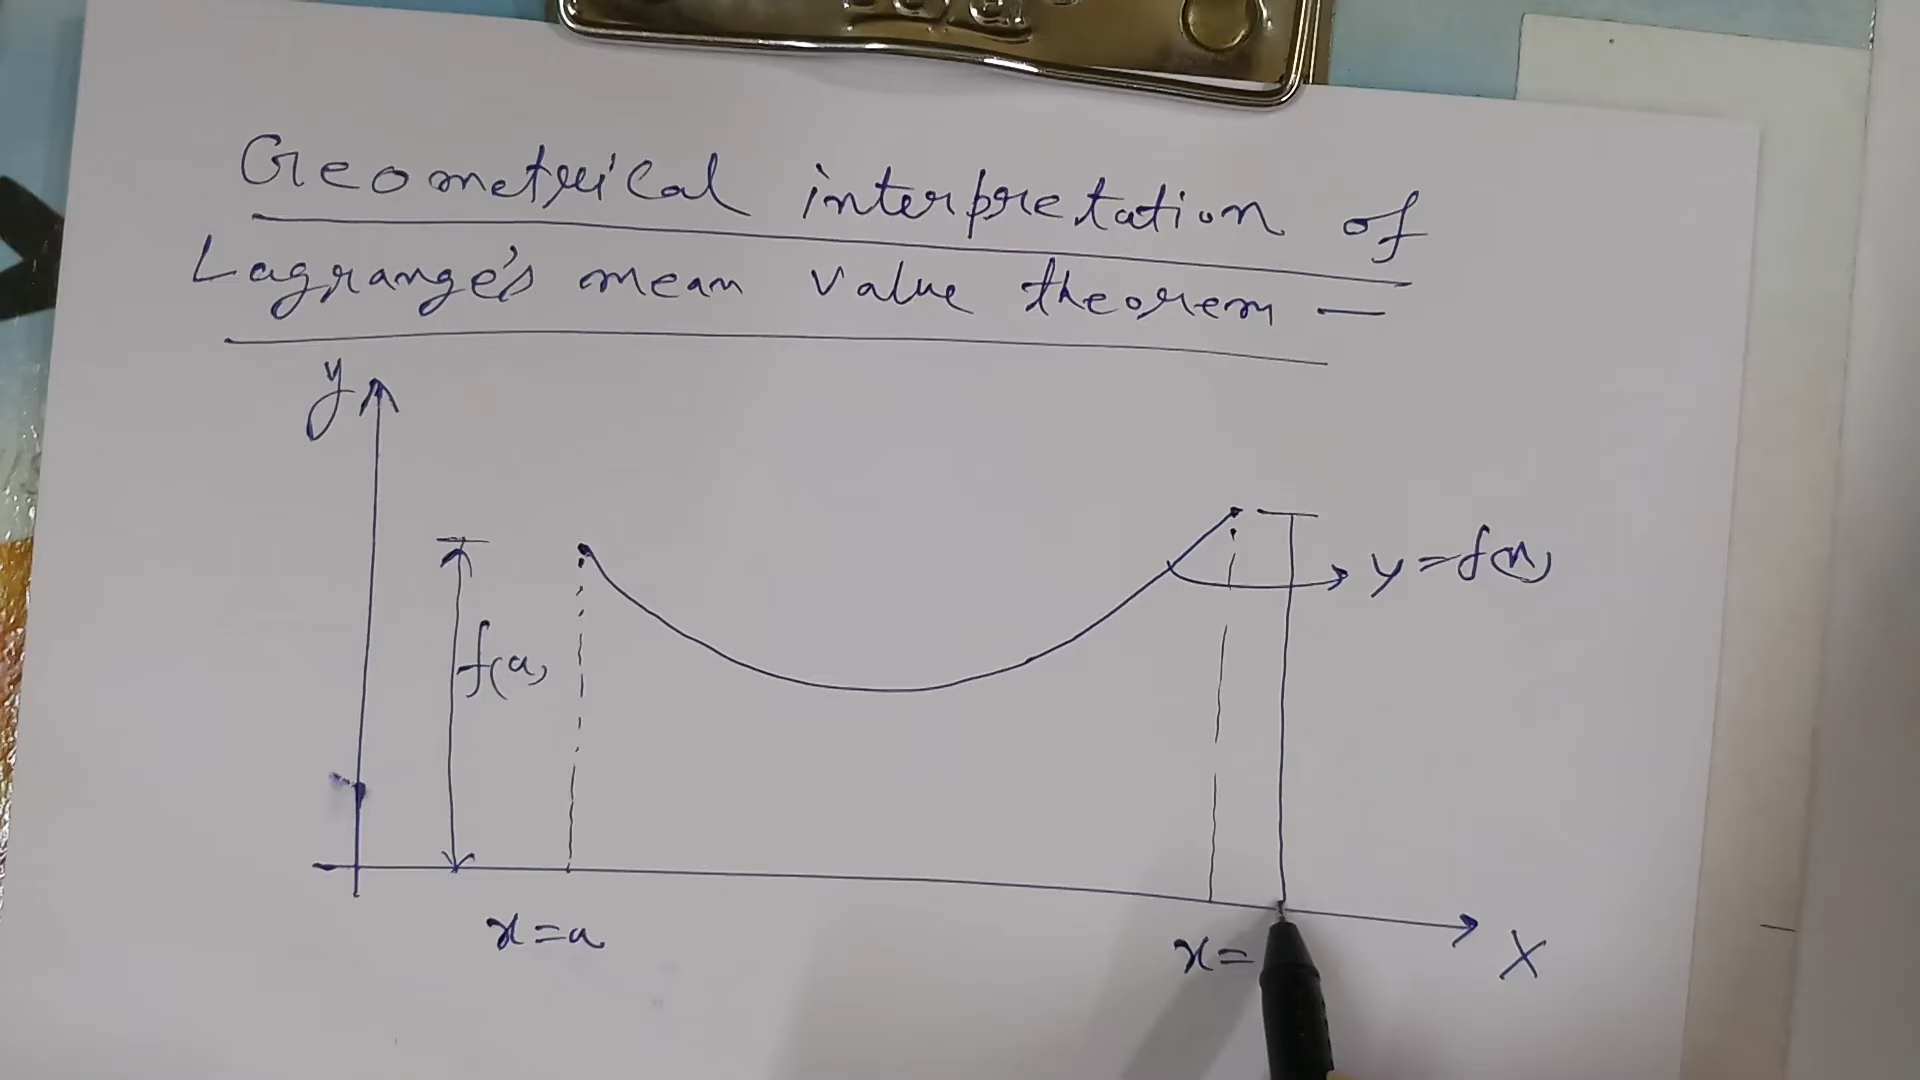 Geometrical interpretation of
Lagrange's mean value theorem —
y
y = f(x)
f(a)
x = a
x =
X